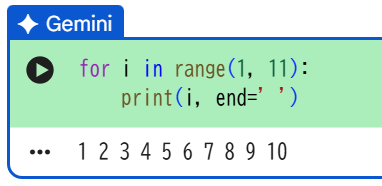 Gemini
for i in range(1, 11):
    print(i, end=' ')
1 2 3 4 5 6 7 8 9 10